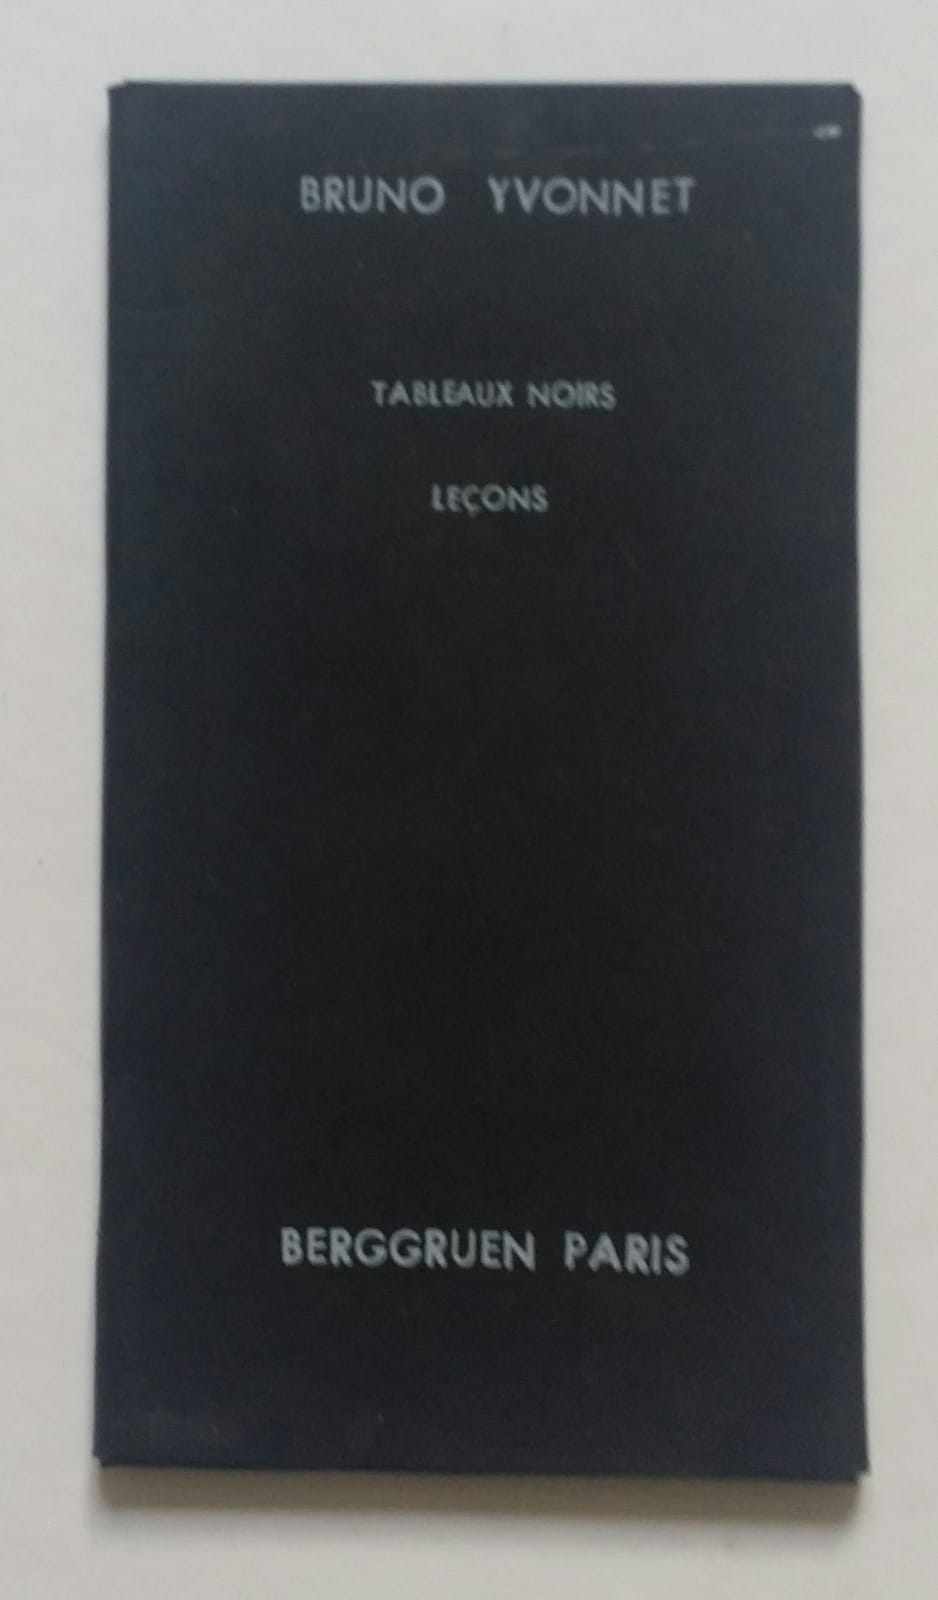 BRUNO YVONNET
TABLEAUX NOIRS
LEÇONS
BERGGRUEN PARIS